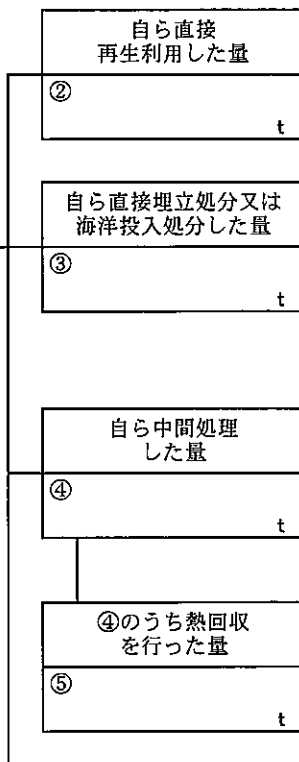 自ら直接
再生利用した量
②
t
自ら直接埋立処分又は
海洋投入処分した量
③
t
自ら中間処理
した量
④
t
④のうち熱回収
を行った量
⑤
t